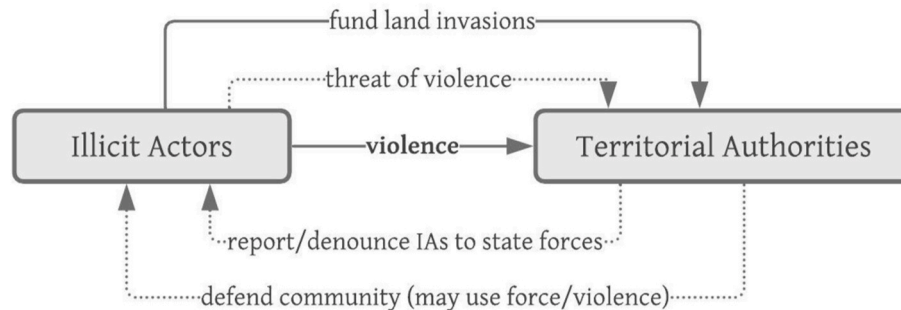 fund land invasions
threat of violence
Illicit Actors
violence
Territorial Authorities
report/denounce IAs to state forces
defend community (may use force/violence)